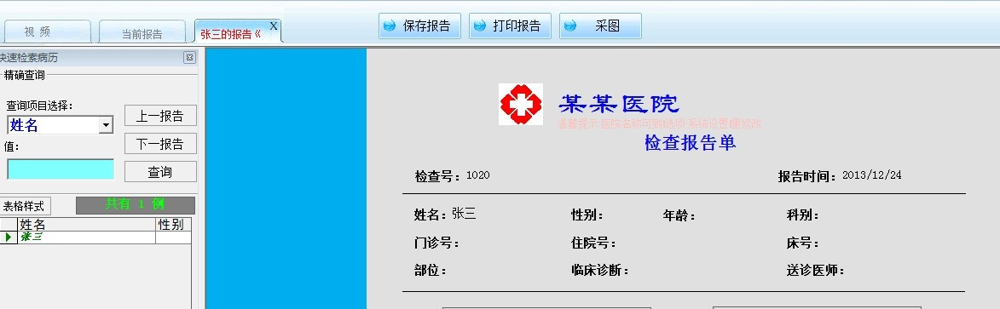 视 频 当前报告 张三的报告《 X 保存报告 打印报告 采图
快速检索病历
精确查询
查询项目选择：
姓名
上一报告
下一报告
值：
查询
表格样式 共有 1 例
姓名 性别
张三
某某医院
温馨提示:医院名称可到\选项-系统设置\里修改
检查报告单
检查号：1020 报告时间：2013/12/24
姓名：张三 性别： 年龄： 科别：
门诊号： 住院号： 床号：
部位： 临床诊断： 送诊医师：